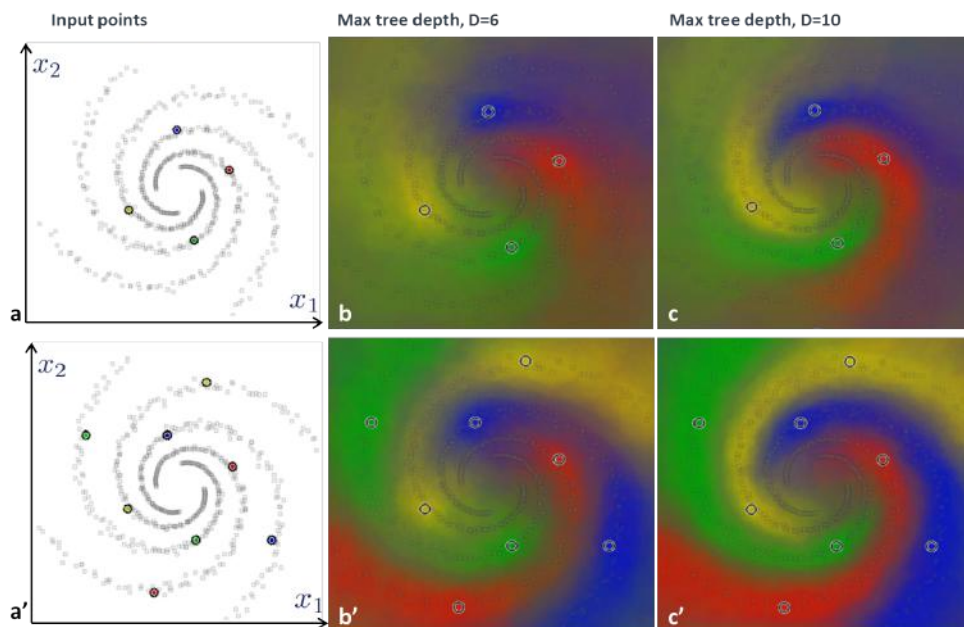 Input points
Max tree depth, D=6
Max tree depth, D=10
x2
x1
a
b
c
x2
x1
a'
b'
c'